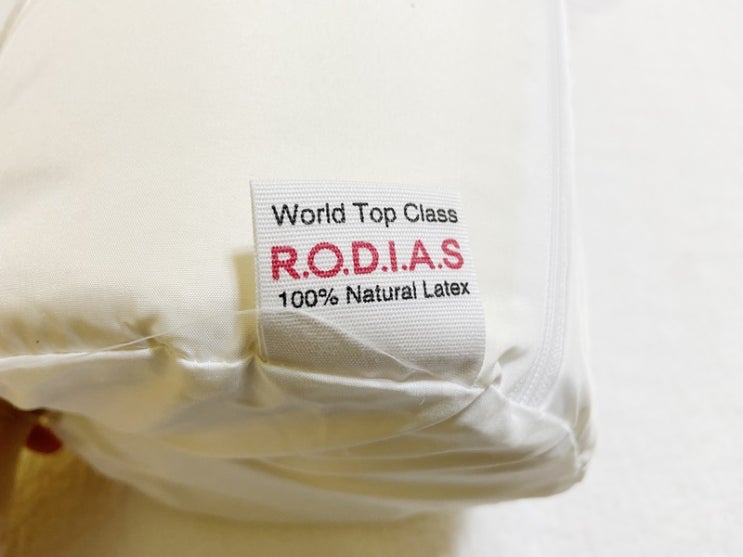 World Top Class
R.O.D.I.A.S
100% Natural Latex